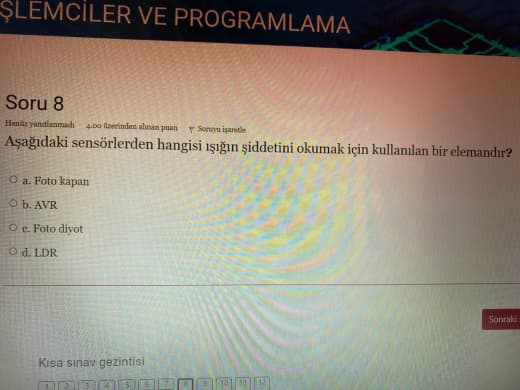 ŞLEMCİLER VE PROGRAMLAMA
Soru 8
Henüz yanıtlanmadı 4,00 üzerinden alınan puan Soruyu işaretle
Aşağıdaki sensörlerden hangisi ışığın şiddetini okumak için kullanılan bir elemandır?
a. Foto kapan
b. AVR
c. Foto diyot
d. LDR
Sonraki
Kısa sınav gezintisi
1 2 3 4 5 6 7 8 9 10 11 12